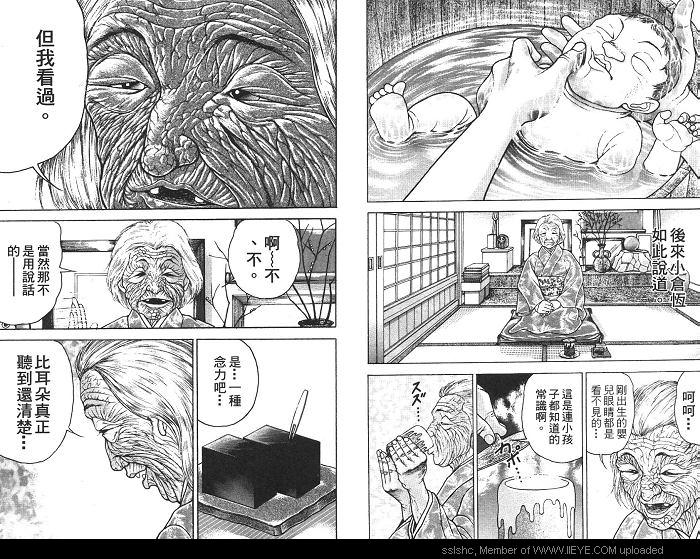 後來小倉恆
如此說道。
呵呵…
剛出生的嬰
兒眼睛都是
看不見的…
這是連小孩
子都知道的
常識啊。
ズズ…
但我看過。
啊~不
、不。
當然那不
是用說話
的
是…一種
念力吧…
比耳朵真正
聽到還清楚…
sslshc, Member of WWW.IIEYE.COM uploaded